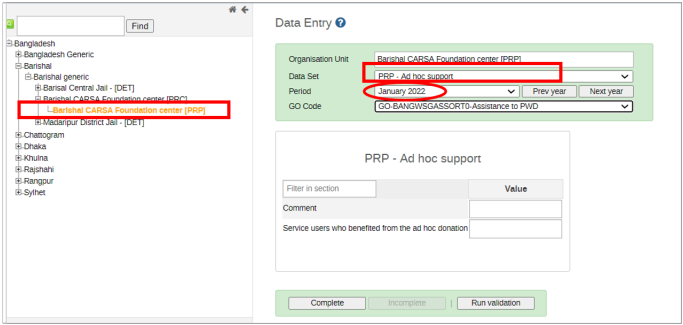 Find
Bangladesh
Bangladesh Generic
Barishal
Barishal generic
Barisal Central Jail - [DET]
Barishal CARSA Foundation center [PRC]
Barishal CARSA Foundation center [PRP]
Madaripur District Jail - [DET]
Chattogram
Dhaka
Khulna
Rajshahi
Rangpur
Sylhet
Data Entry ?
Organisation Unit Barishal CARSA Foundation center [PRP]
Data Set PRP - Ad hoc support
Period January 2022 Prev year Next year
GO Code GO-BANGWSGASSORT0-Assistance to PWD
PRP - Ad hoc support
Filter in section Value
Comment
Service users who benefited from the ad hoc donation
Complete Incomplete | Run validation